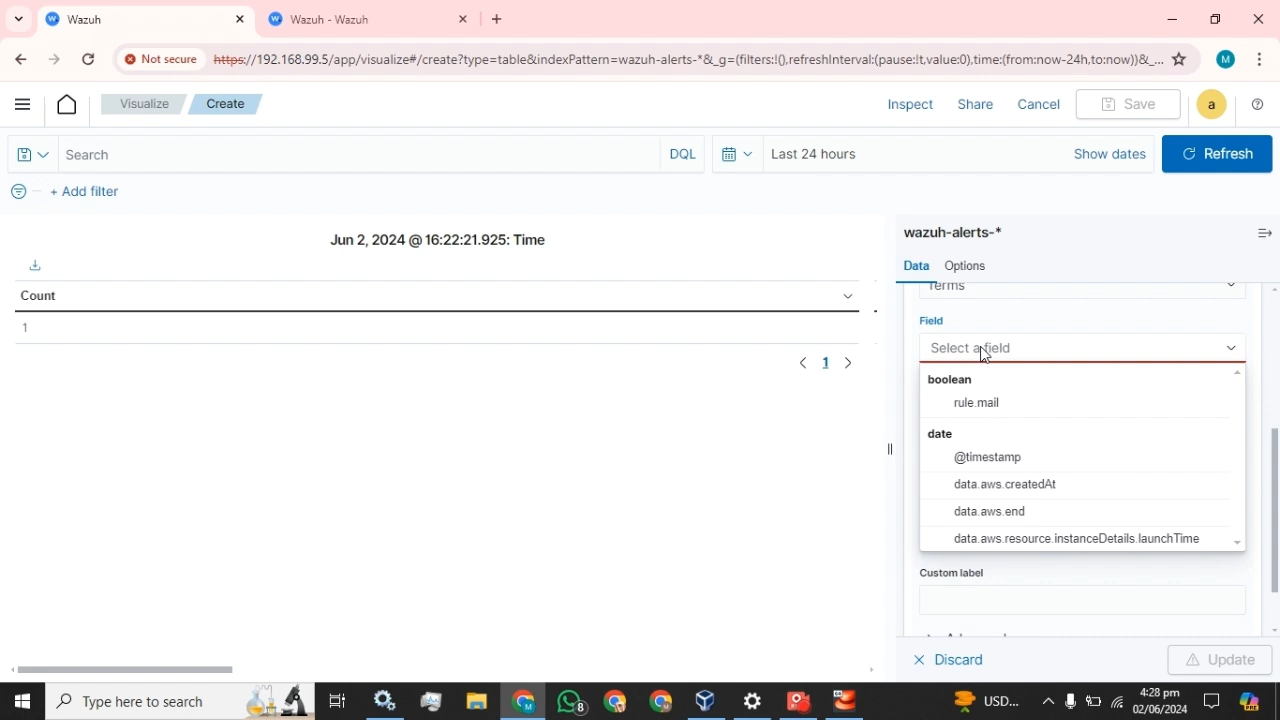 Wazuh
Wazuh - Wazuh
Not secure
https://192.168.99.5/app/visualize#/create?type=table&indexPattern=wazuh-alerts-*&_g=(filters:!(),refreshInterval:(pause:!t,value:0),time:(from:now-24h,to:now))&_...
M
Visualize
Create
Inspect
Share
Cancel
Save
a
Search
DQL
Last 24 hours
Show dates
Refresh
+ Add filter
wazuh-alerts-*
Jun 2, 2024 @ 16:22:21.925: Time
Data
Options
Terms
Count
Field
1
Select a field
1
boolean
rule.mail
date
@timestamp
data.aws.createdAt
data.aws.end
data.aws.resource.instanceDetails.launchTime
Custom label
Discard
Update
Type here to search
8
USD...
4:28 pm
02/06/2024